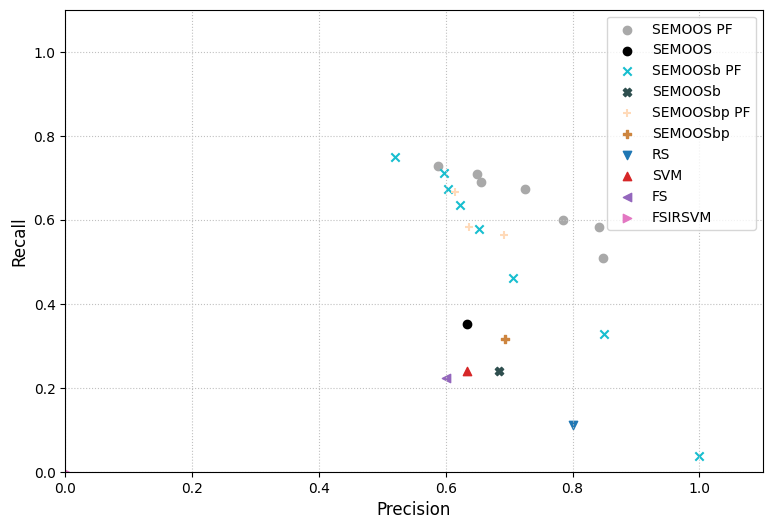 SEMOOS PF
SEMOOS
SEMOOSb PF
SEMOOSb
SEMOOSbp PF
SEMOOSbp
RS
SVM
FS
FSIRSVM
1.0
0.8
0.6
0.4
0.2
0.0
Recall
0.0 0.2 0.4 0.6 0.8 1.0
Precision